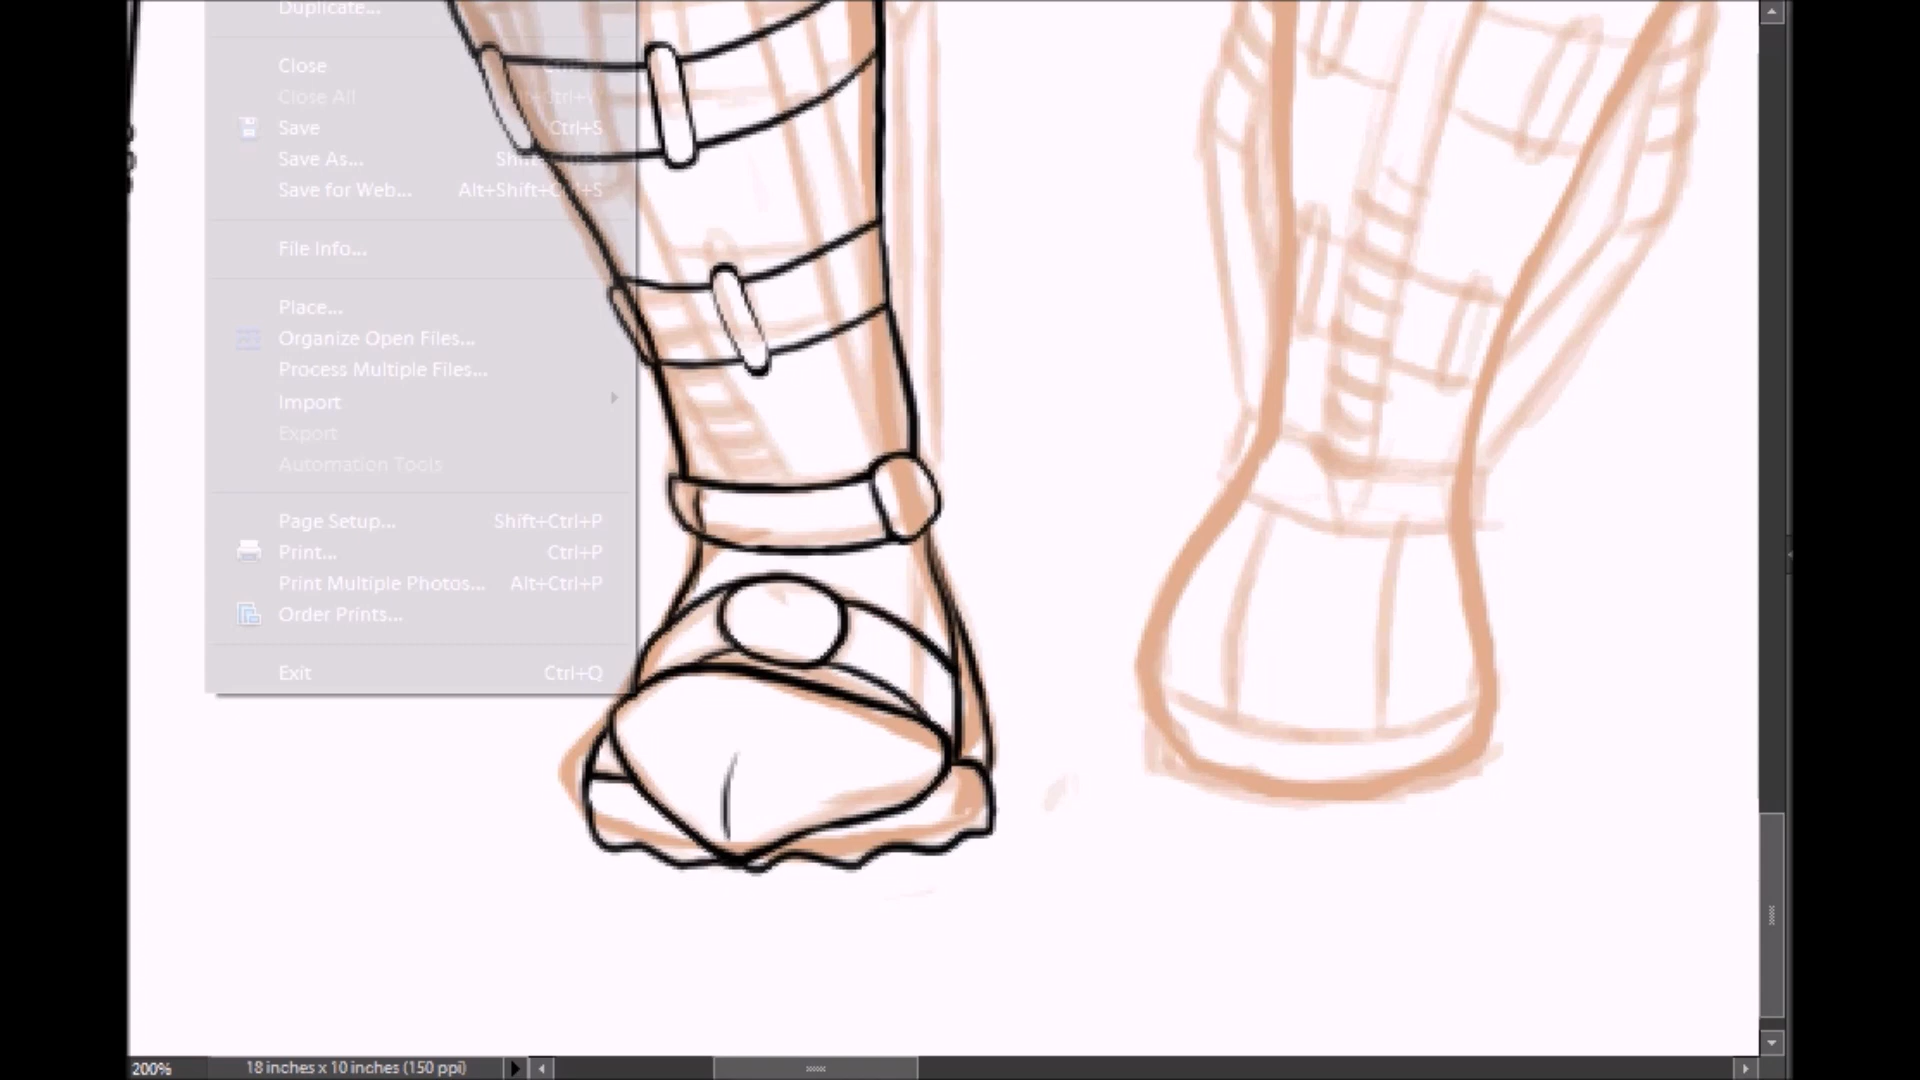 Duplicate...
Close
Close All
Save Ctrl+S
Save As...
Save for Web... Alt+Shift+Ctrl+S
File Info...
Place...
Organize Open Files...
Process Multiple Files...
Import
Export
Automation Tools
Page Setup... Shift+Ctrl+P
Print... Ctrl+P
Print Multiple Photos... Alt+Ctrl+P
Order Prints...
Exit Ctrl+Q
200% 18 inches x 10 inches (150 ppi)